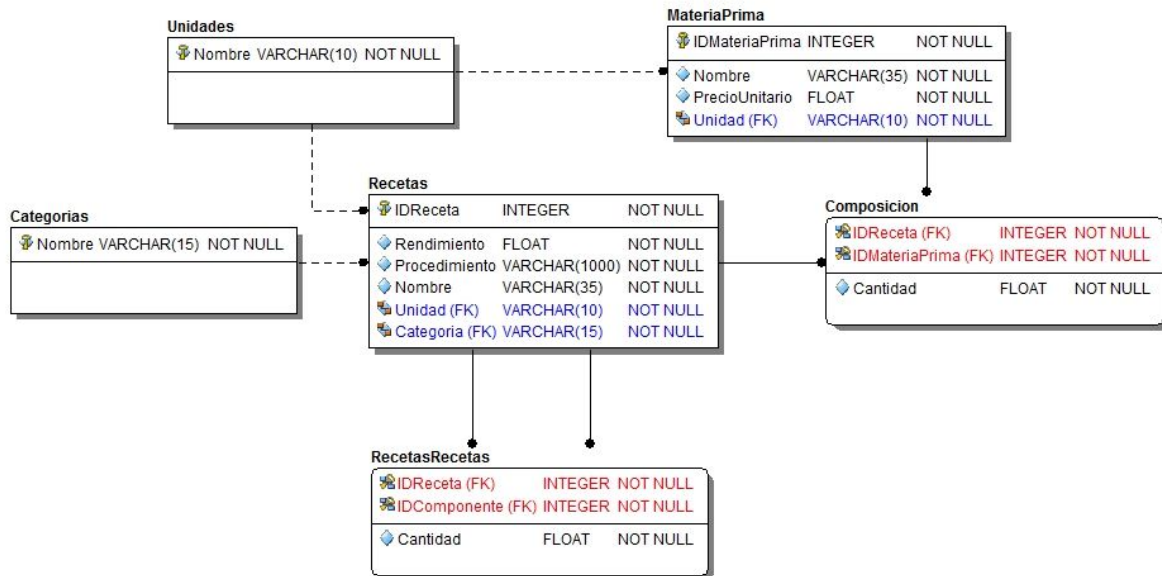 Unidades
Nombre VARCHAR(10) NOT NULL
MateriaPrima
IDMateriaPrima INTEGER NOT NULL
Nombre VARCHAR(35) NOT NULL
PrecioUnitario FLOAT NOT NULL
Unidad (FK) VARCHAR(10) NOT NULL
Categorias
Nombre VARCHAR(15) NOT NULL
Recetas
IDReceta INTEGER NOT NULL
Rendimiento FLOAT NOT NULL
Procedimiento VARCHAR(1000) NOT NULL
Nombre VARCHAR(35) NOT NULL
Unidad (FK) VARCHAR(10) NOT NULL
Categoria (FK) VARCHAR(15) NOT NULL
Composicion
IDReceta (FK) INTEGER NOT NULL
IDMateriaPrima (FK) INTEGER NOT NULL
Cantidad FLOAT NOT NULL
RecetasRecetas
IDReceta (FK) INTEGER NOT NULL
IDComponente (FK) INTEGER NOT NULL
Cantidad FLOAT NOT NULL